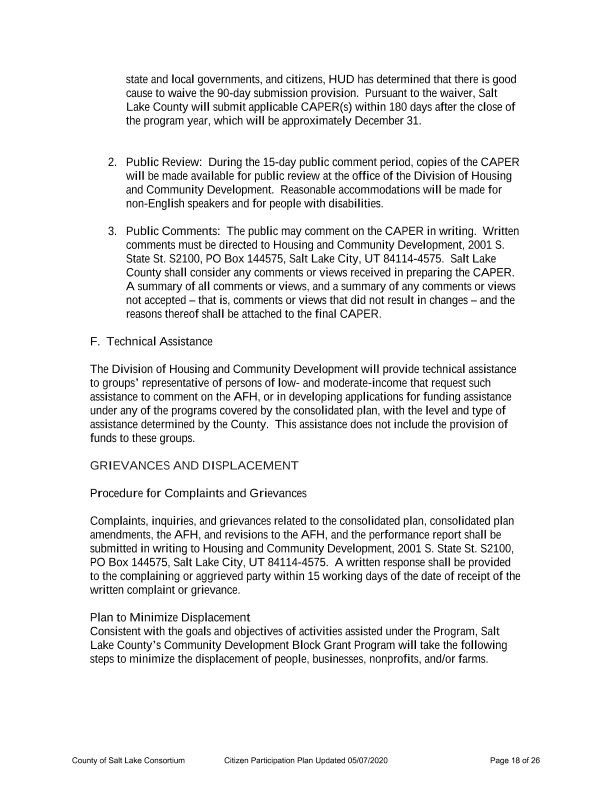 state and local governments, and citizens, HUD has determined that there is good
cause to waive the 90-day submission provision.  Pursuant to the waiver, Salt
Lake County will submit applicable CAPER(s) within 180 days after the close of
the program year, which will be approximately December 31.
2.  Public Review:  During the 15-day public comment period, copies of the CAPER
will be made available for public review at the office of the Division of Housing
and Community Development.  Reasonable accommodations will be made for
non-English speakers and for people with disabilities.
3.  Public Comments:  The public may comment on the CAPER in writing.  Written
comments must be directed to Housing and Community Development, 2001 S.
State St. S2100, PO Box 144575, Salt Lake City, UT 84114-4575.  Salt Lake
County shall consider any comments or views received in preparing the CAPER.
A summary of all comments or views, and a summary of any comments or views
not accepted – that is, comments or views that did not result in changes – and the
reasons thereof shall be attached to the final CAPER.
F.  Technical Assistance
The Division of Housing and Community Development will provide technical assistance
to groups' representative of persons of low- and moderate-income that request such
assistance to comment on the AFH, or in developing applications for funding assistance
under any of the programs covered by the consolidated plan, with the level and type of
assistance determined by the County.  This assistance does not include the provision of
funds to these groups.
GRIEVANCES AND DISPLACEMENT
Procedure for Complaints and Grievances
Complaints, inquiries, and grievances related to the consolidated plan, consolidated plan
amendments, the AFH, and revisions to the AFH, and the performance report shall be
submitted in writing to Housing and Community Development, 2001 S. State St. S2100,
PO Box 144575, Salt Lake City, UT 84114-4575.  A written response shall be provided
to the complaining or aggrieved party within 15 working days of the date of receipt of the
written complaint or grievance.
Plan to Minimize Displacement
Consistent with the goals and objectives of activities assisted under the Program, Salt
Lake County's Community Development Block Grant Program will take the following
steps to minimize the displacement of people, businesses, nonprofits, and/or farms.
County of Salt Lake Consortium Citizen Participation Plan Updated 05/07/2020 Page 18 of 26